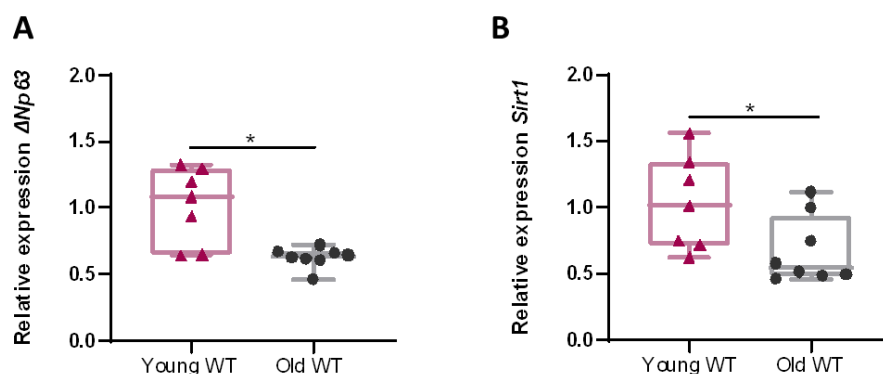 A
Relative expression ΔNp63
2.0
1.5
1.0
0.5
0.0
*
Young WT
Old WT
B
Relative expression Sirt1
2.0
1.5
1.0
0.5
0.0
*
Young WT
Old WT